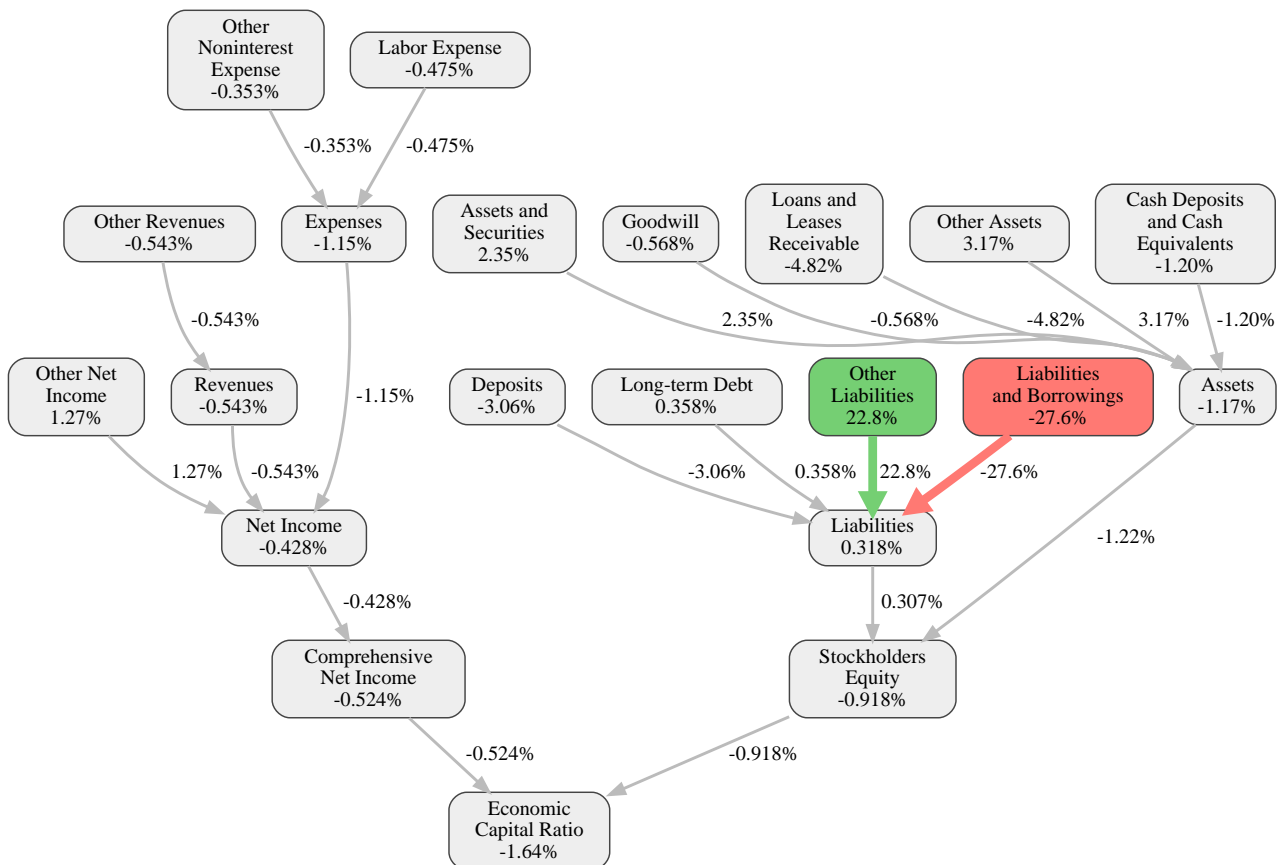 Other
Noninterest
Expense
-0.353%
Labor Expense
-0.475%
-0.353%
-0.475%
Other Revenues
-0.543%
Expenses
-1.15%
Assets and
Securities
2.35%
Goodwill
-0.568%
Loans and
Leases
Receivable
-4.82%
Other Assets
3.17%
Cash Deposits
and Cash
Equivalents
-1.20%
-0.543%
2.35%
-0.568%
-4.82%
3.17%
-1.20%
Other Net
Income
1.27%
Revenues
-0.543%
-1.15%
Deposits
-3.06%
Long-term Debt
0.358%
Other
Liabilities
22.8%
Liabilities
and Borrowings
-27.6%
Assets
-1.17%
1.27%
-0.543%
-3.06%
0.358%
22.8%
-27.6%
Net Income
-0.428%
Liabilities
0.318%
-1.22%
-0.428%
0.307%
Comprehensive
Net Income
-0.524%
Stockholders
Equity
-0.918%
-0.524%
-0.918%
Economic
Capital Ratio
-1.64%